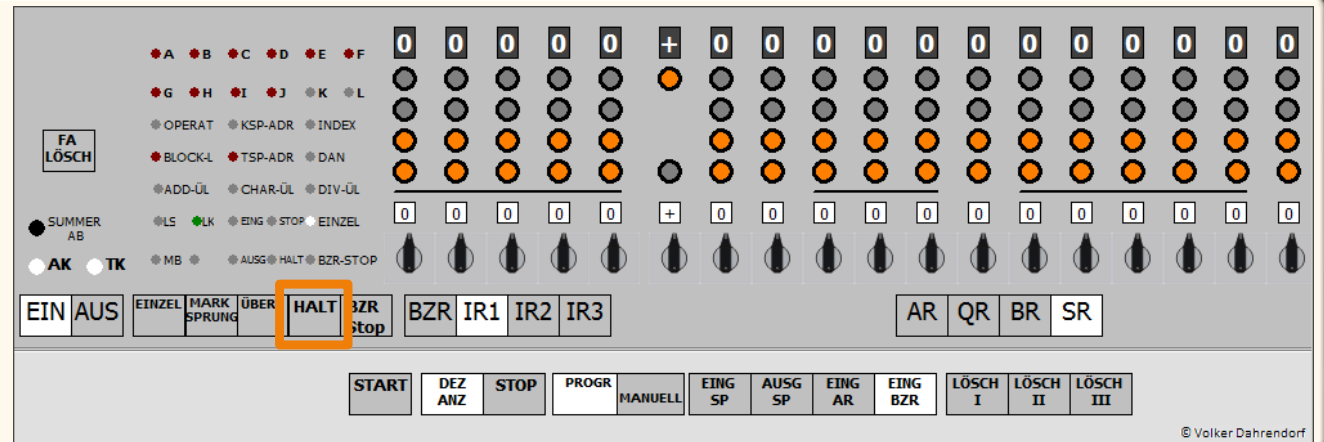 0 0 0 0 0 + 0 0 0 0 0 0 0 0 0 0 0 0
A B C D E F
G H I J K L
OPERAT KSP-ADR INDEX
FA
LÖSCH
BLOCK-L TSP-ADR DAN
ADD-ÜL CHAR-ÜL DIV-ÜL
SUMMER
AB
LS LK EING STOP EINZEL
0 0 0 0 0 + 0 0 0 0 0 0 0 0 0 0 0 0
AK TK
MB AUSG HALT BZR-STOP
EIN AUS
EINZEL
MARK
SPRUNG
ÜBER
HALT
BZR
Stop
BZR IR1 IR2 IR3
AR QR BR SR
START
DEZ
ANZ
STOP
PROGR
MANUELL
EING
SP
AUSG
SP
EING
AR
EING
BZR
LÖSCH
I
LÖSCH
II
LÖSCH
III
© Volker Dahrendorf